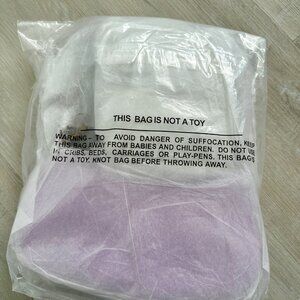 THIS BAG IS NOT A TOY
WARNING - TO AVOID DANGER OF SUFFOCATION, KEEP
THIS BAG AWAY FROM BABIES AND CHILDREN. DO NOT USE
IN CRIBS, BEDS, CARRIAGES OR PLAY-PENS. THIS BAG IS
NOT A TOY. KNOT BAG BEFORE THROWING AWAY.